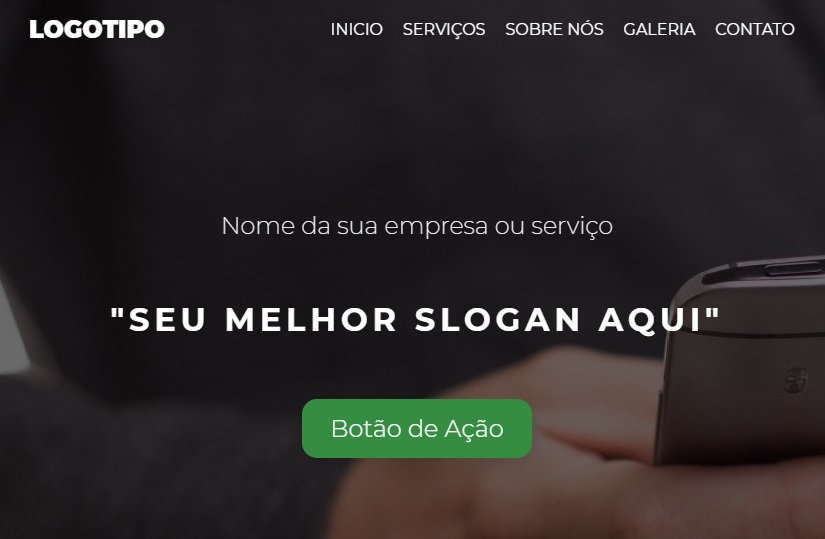 LOGOTIPO INICIO SERVIÇOS SOBRE NÓS GALERIA CONTATO
Nome da sua empresa ou serviço
"SEU MELHOR SLOGAN AQUI"
Botão de Ação